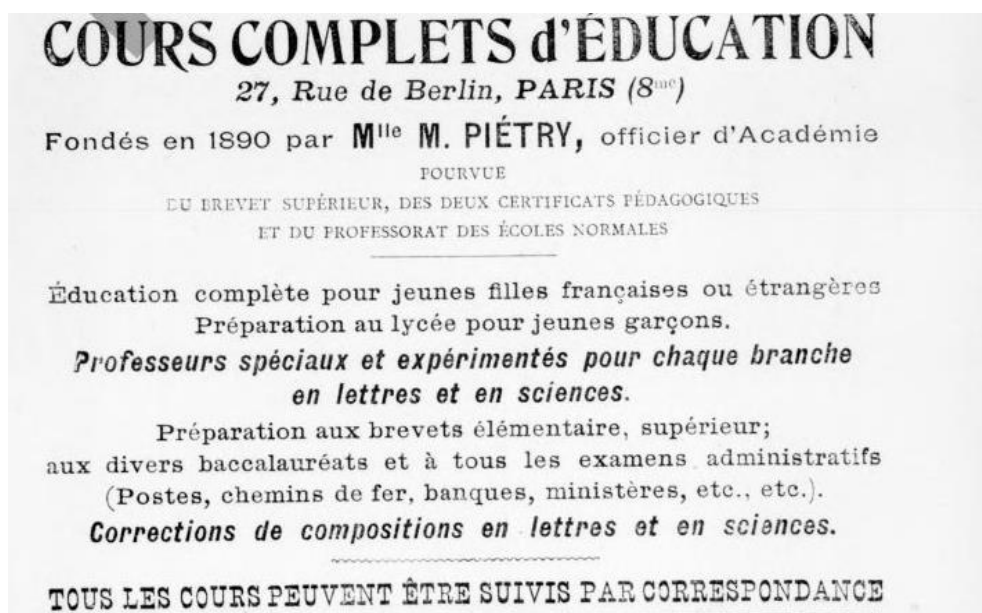 COURS COMPLETS d'ÉDUCATION
27, Rue de Berlin, PARIS (8me)
Fondés en 1890 par Mlle M. PIÉTRY, officier d'Académie
POURVUE
DU BREVET SUPÉRIEUR, DES DEUX CERTIFICATS PÉDAGOGIQUES
ET DU PROFESSORAT DES ÉCOLES NORMALES
Éducation complète pour jeunes filles françaises ou étrangères
Préparation au lycée pour jeunes garçons.
Professeurs spéciaux et expérimentés pour chaque branche
en lettres et en sciences.
Préparation aux brevets élémentaire, supérieur;
aux divers baccalauréats et à tous les examens administratifs
(Postes, chemins de fer, banques, ministères, etc., etc.).
Corrections de compositions en lettres et en sciences.
TOUS LES COURS PEUVENT ÊTRE SUIVIS PAR CORRESPONDANCE